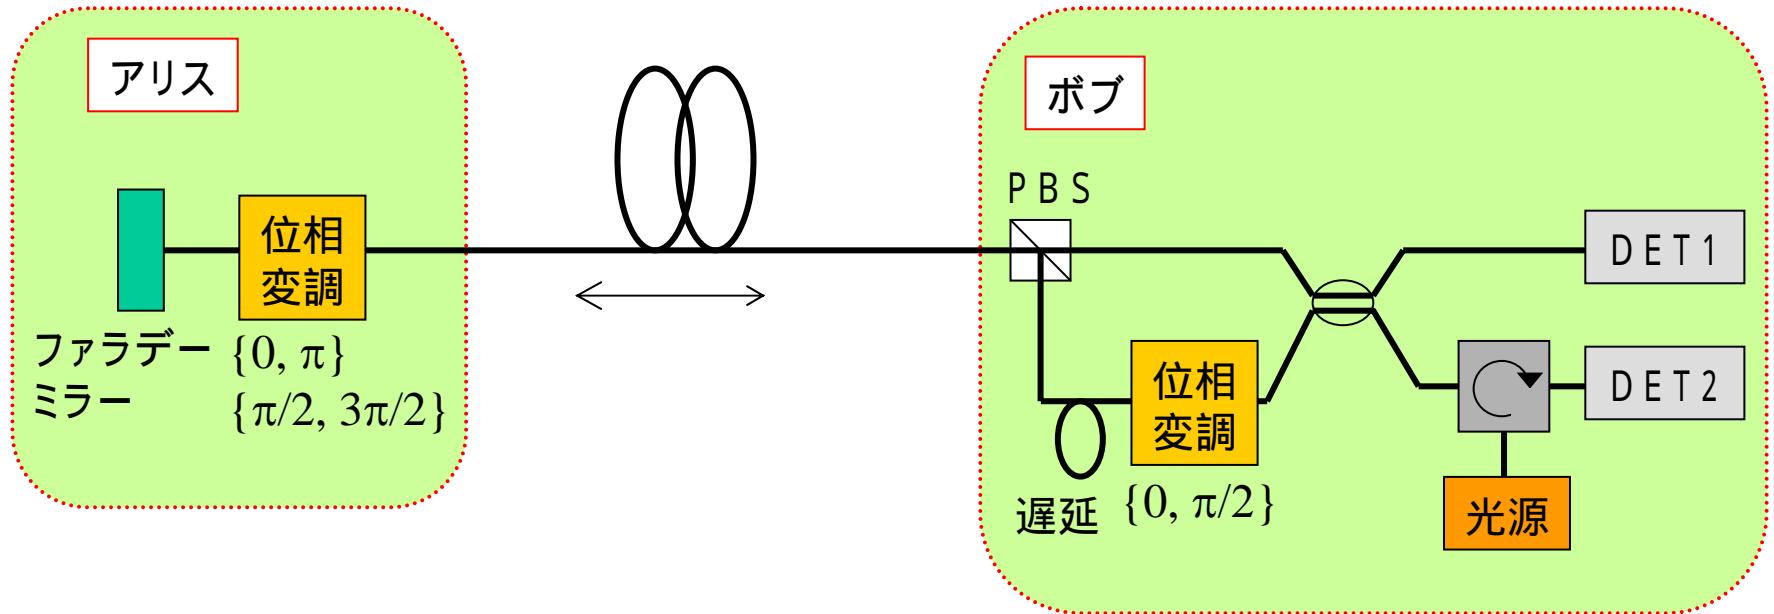 アリス
位相
変調
ファラデー
ミラー
{0, π}
{π/2, 3π/2}
ボブ
ＰＢＳ
ＤＥＴ１
位相
変調
ＤＥＴ２
遅延
{0, π/2}
光源